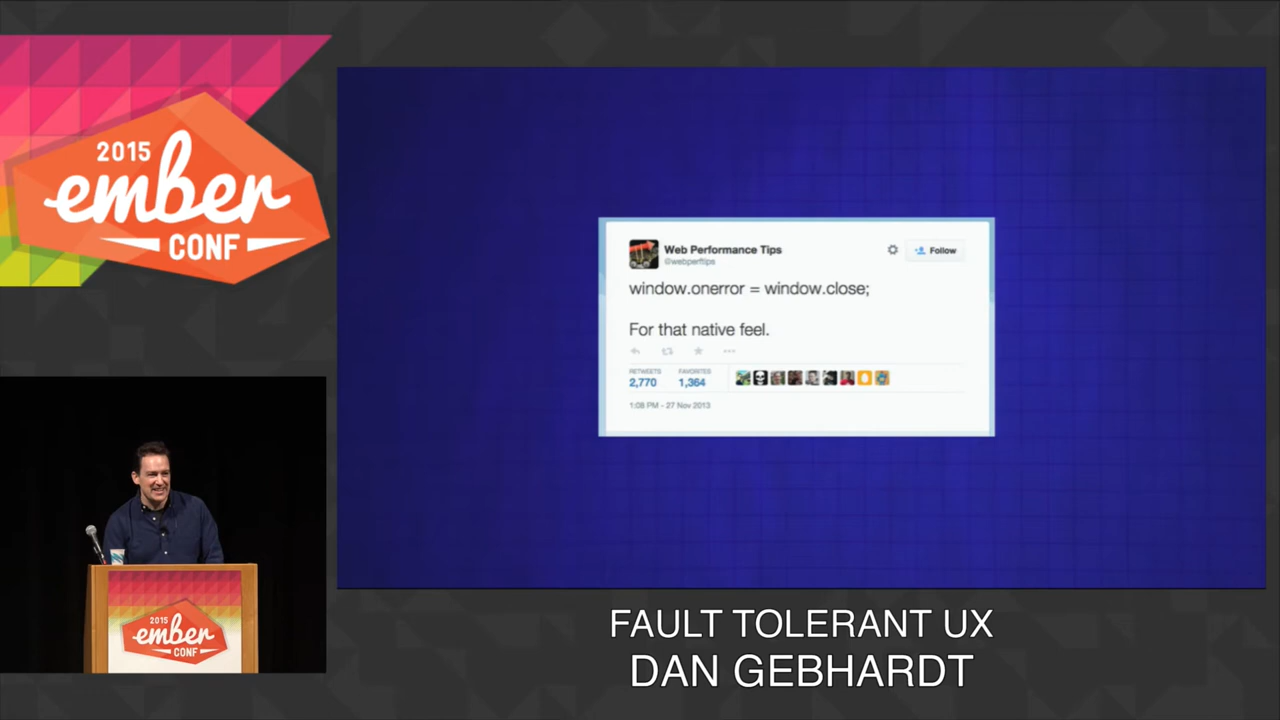 2015
ember
CONF
Web Performance Tips
@webperftips
Follow
window.onerror = window.close;
For that native feel.
RETWEETS
FAVORITES
2,770
1,364
1:08 PM - 27 Nov 2013
2015
ember
CONF
FAULT TOLERANT UX
DAN GEBHARDT